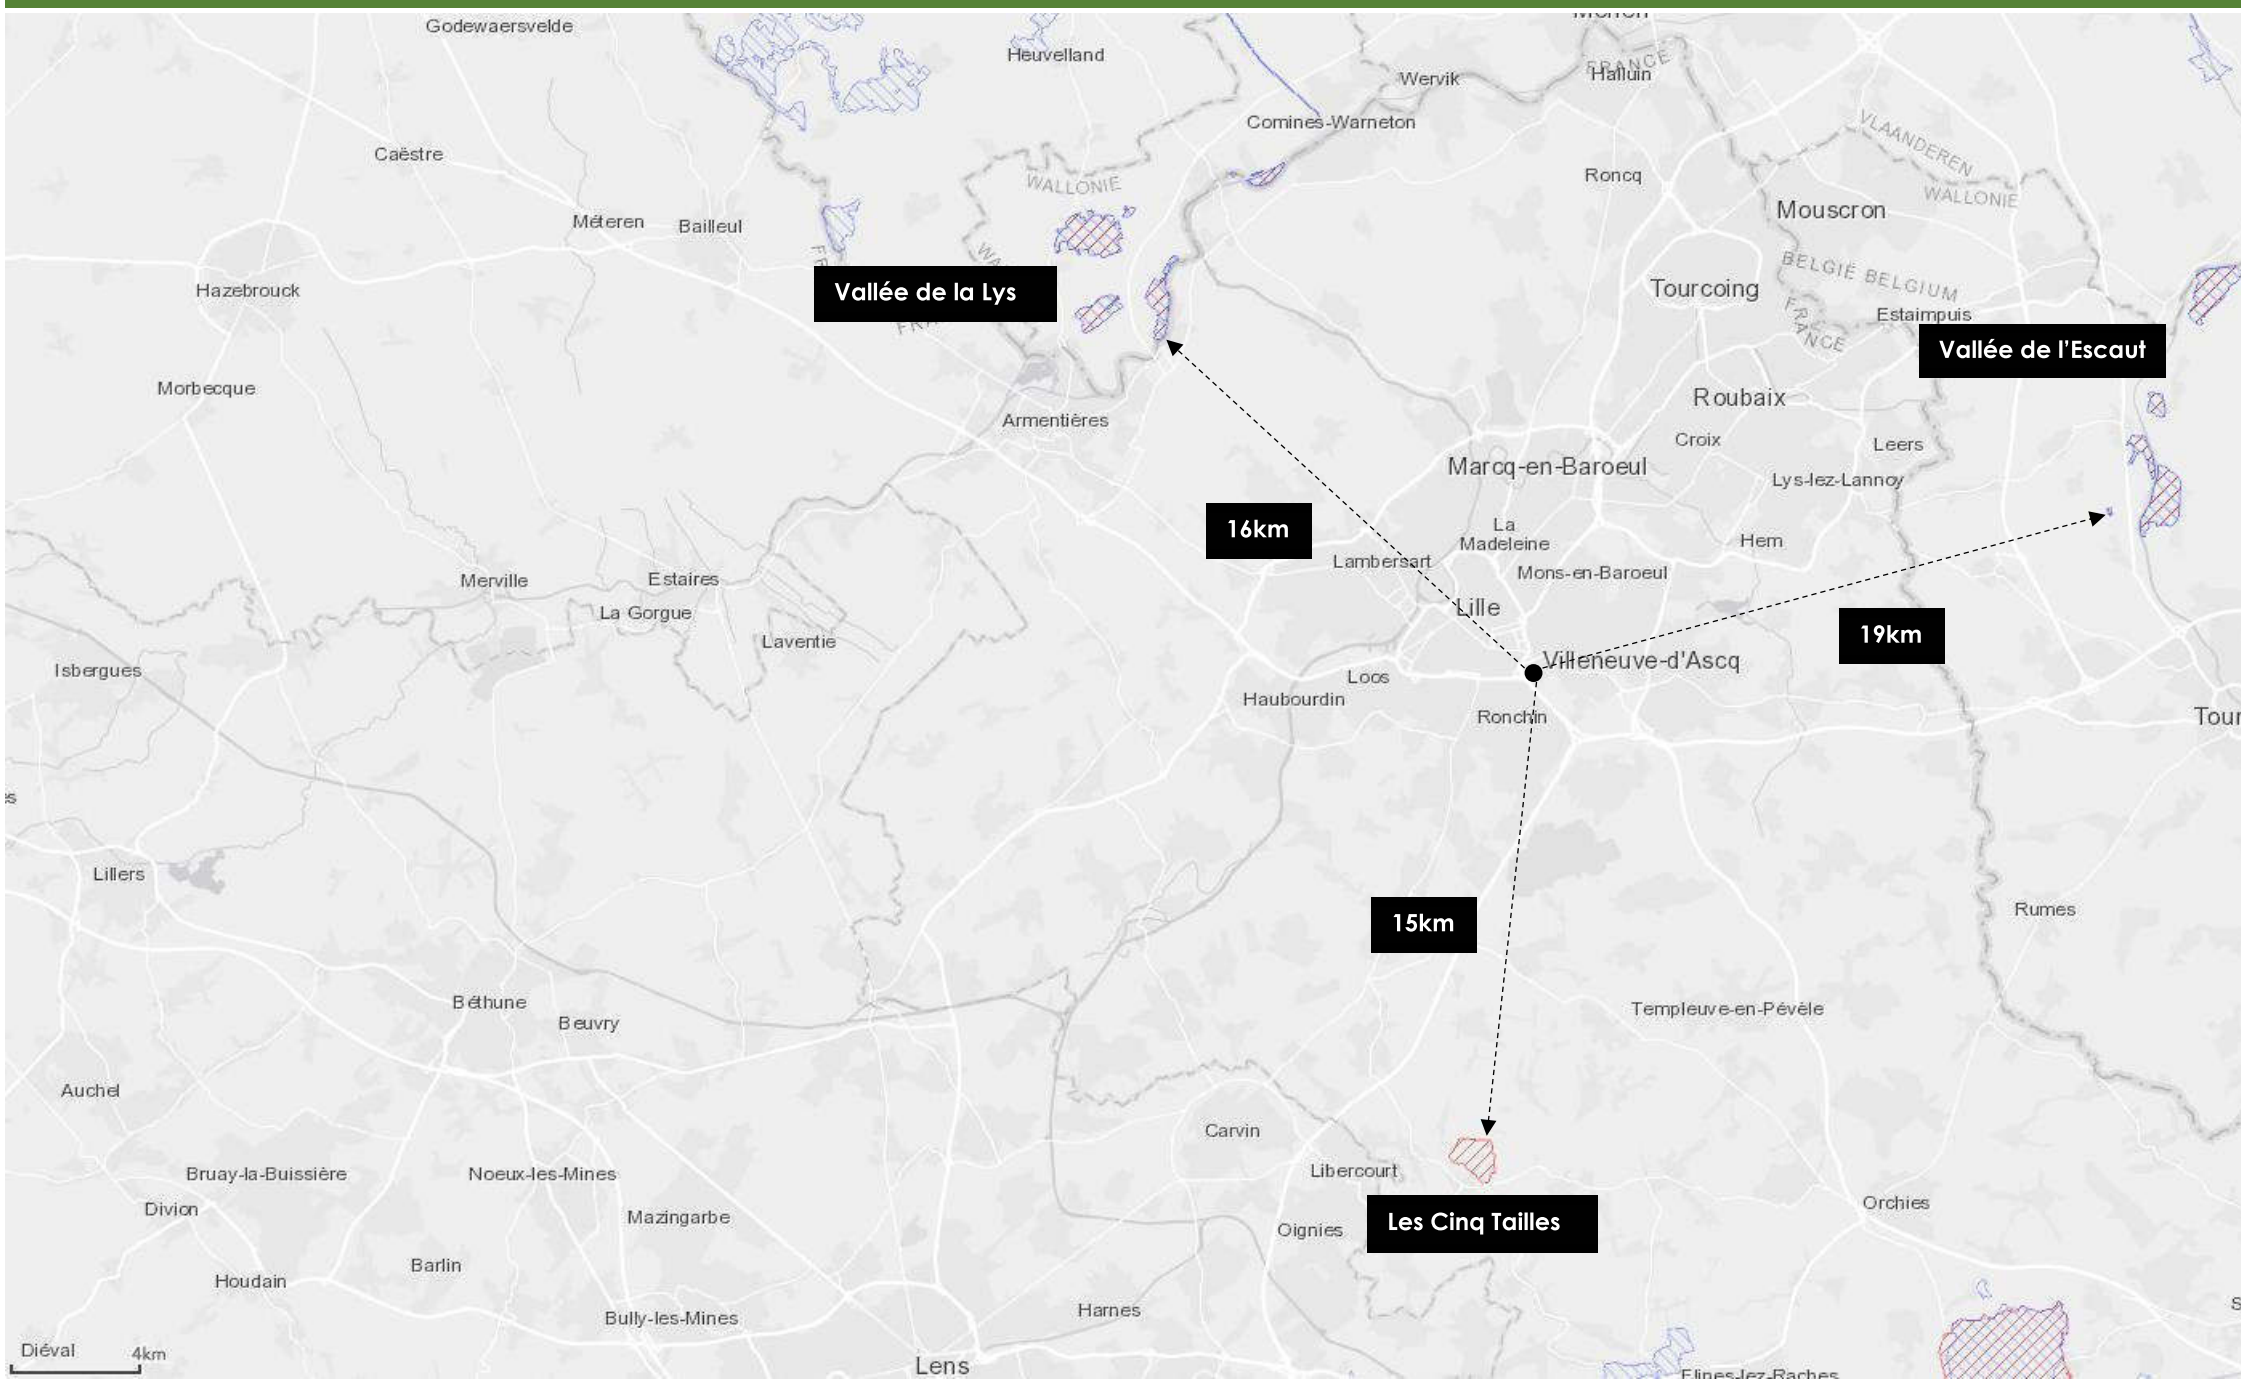 Godewaersvelde
Heuvelland
Wervik
FRANCE
Halluin
Comines-Warneton
VLAANDEREN
Caëstre
WALLONIE
Roncq
WALLONIE
Méteren
Bailleul
Mouscron
BELGIË BELGIUM
Hazebrouck
Vallée de la Lys
Tourcoing
FRANCE
Estaimpuis
Vallée de l'Escaut
Morbecque
Roubaix
Armentières
Croix
Leers
Marcq-en-Baroeul
Lys-lez-Lannoy
16km
La
Madeleine
Hem
Lambersart
Mons-en-Baroeul
Merville
Estaires
La Gorgue
Lille
19km
Laventie
Villeneuve-d'Ascq
Isbergues
Loos
Haubourdin
Ronchin
Tour
Lillers
15km
Rumes
Béthune
Beuvry
Templeuve-en-Pévèle
Auchel
Carvin
Libercourt
Bruay-la-Buissière
Noeux-les-Mines
Divion
Mazingarbe
Orchies
Les Cinq Tailles
Oignies
Barlin
Houdain
Harnes
Bully-les-Mines
Diéval
4km
Lens
Flines-lez-Raches